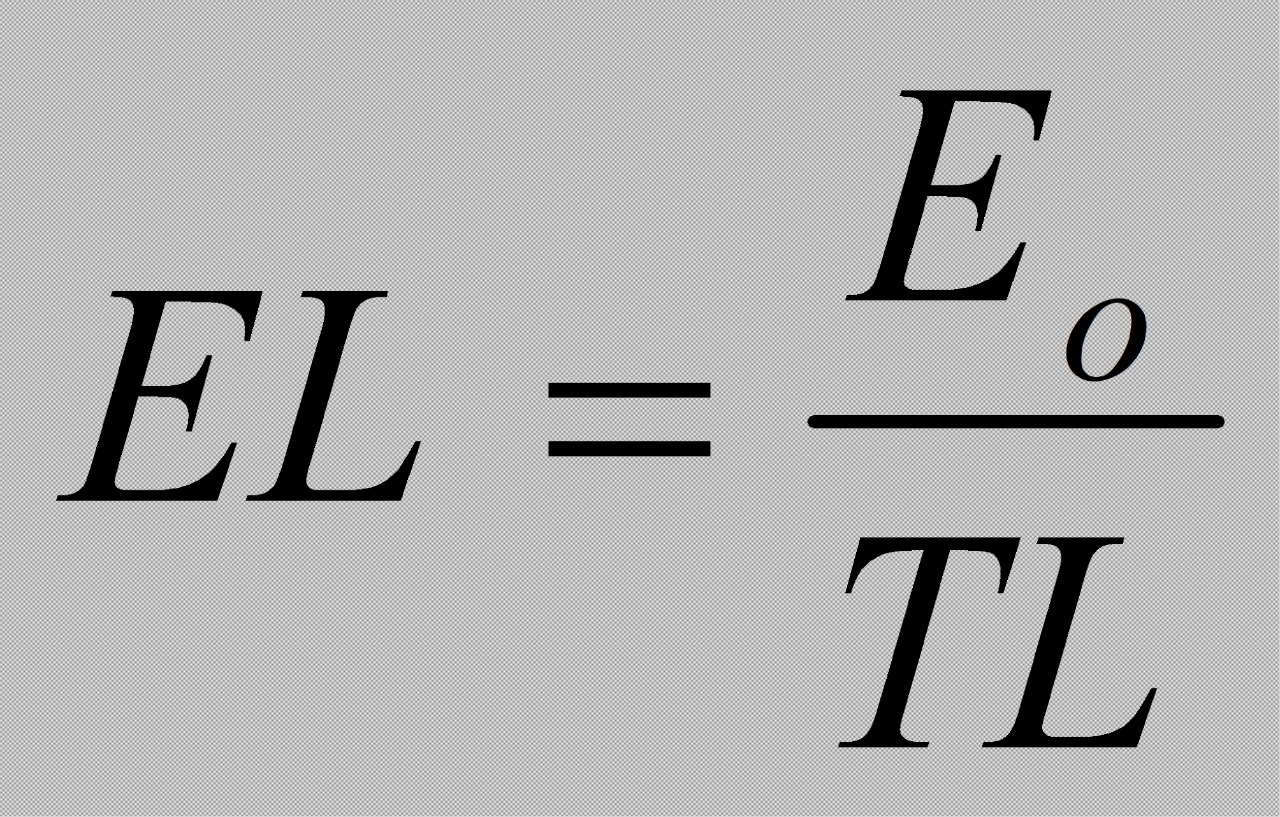 EL = E_o / TL